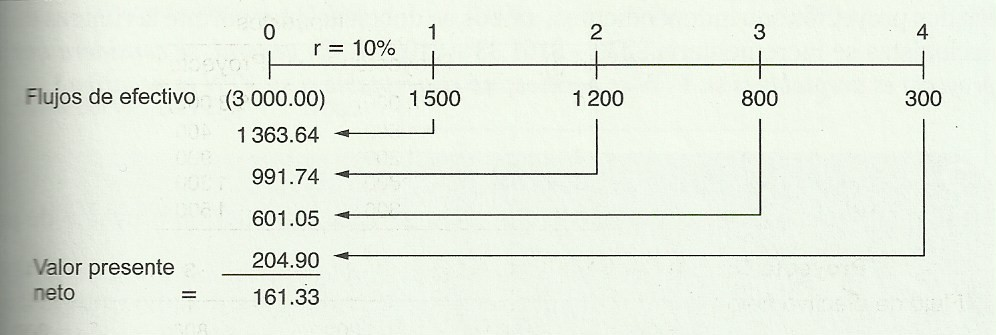 0 1 2 3 4
r = 10%
Flujos de efectivo (3 000.00) 1 500 1 200 800 300
1 363.64
991.74
601.05
204.90
Valor presente
neto = 161.33